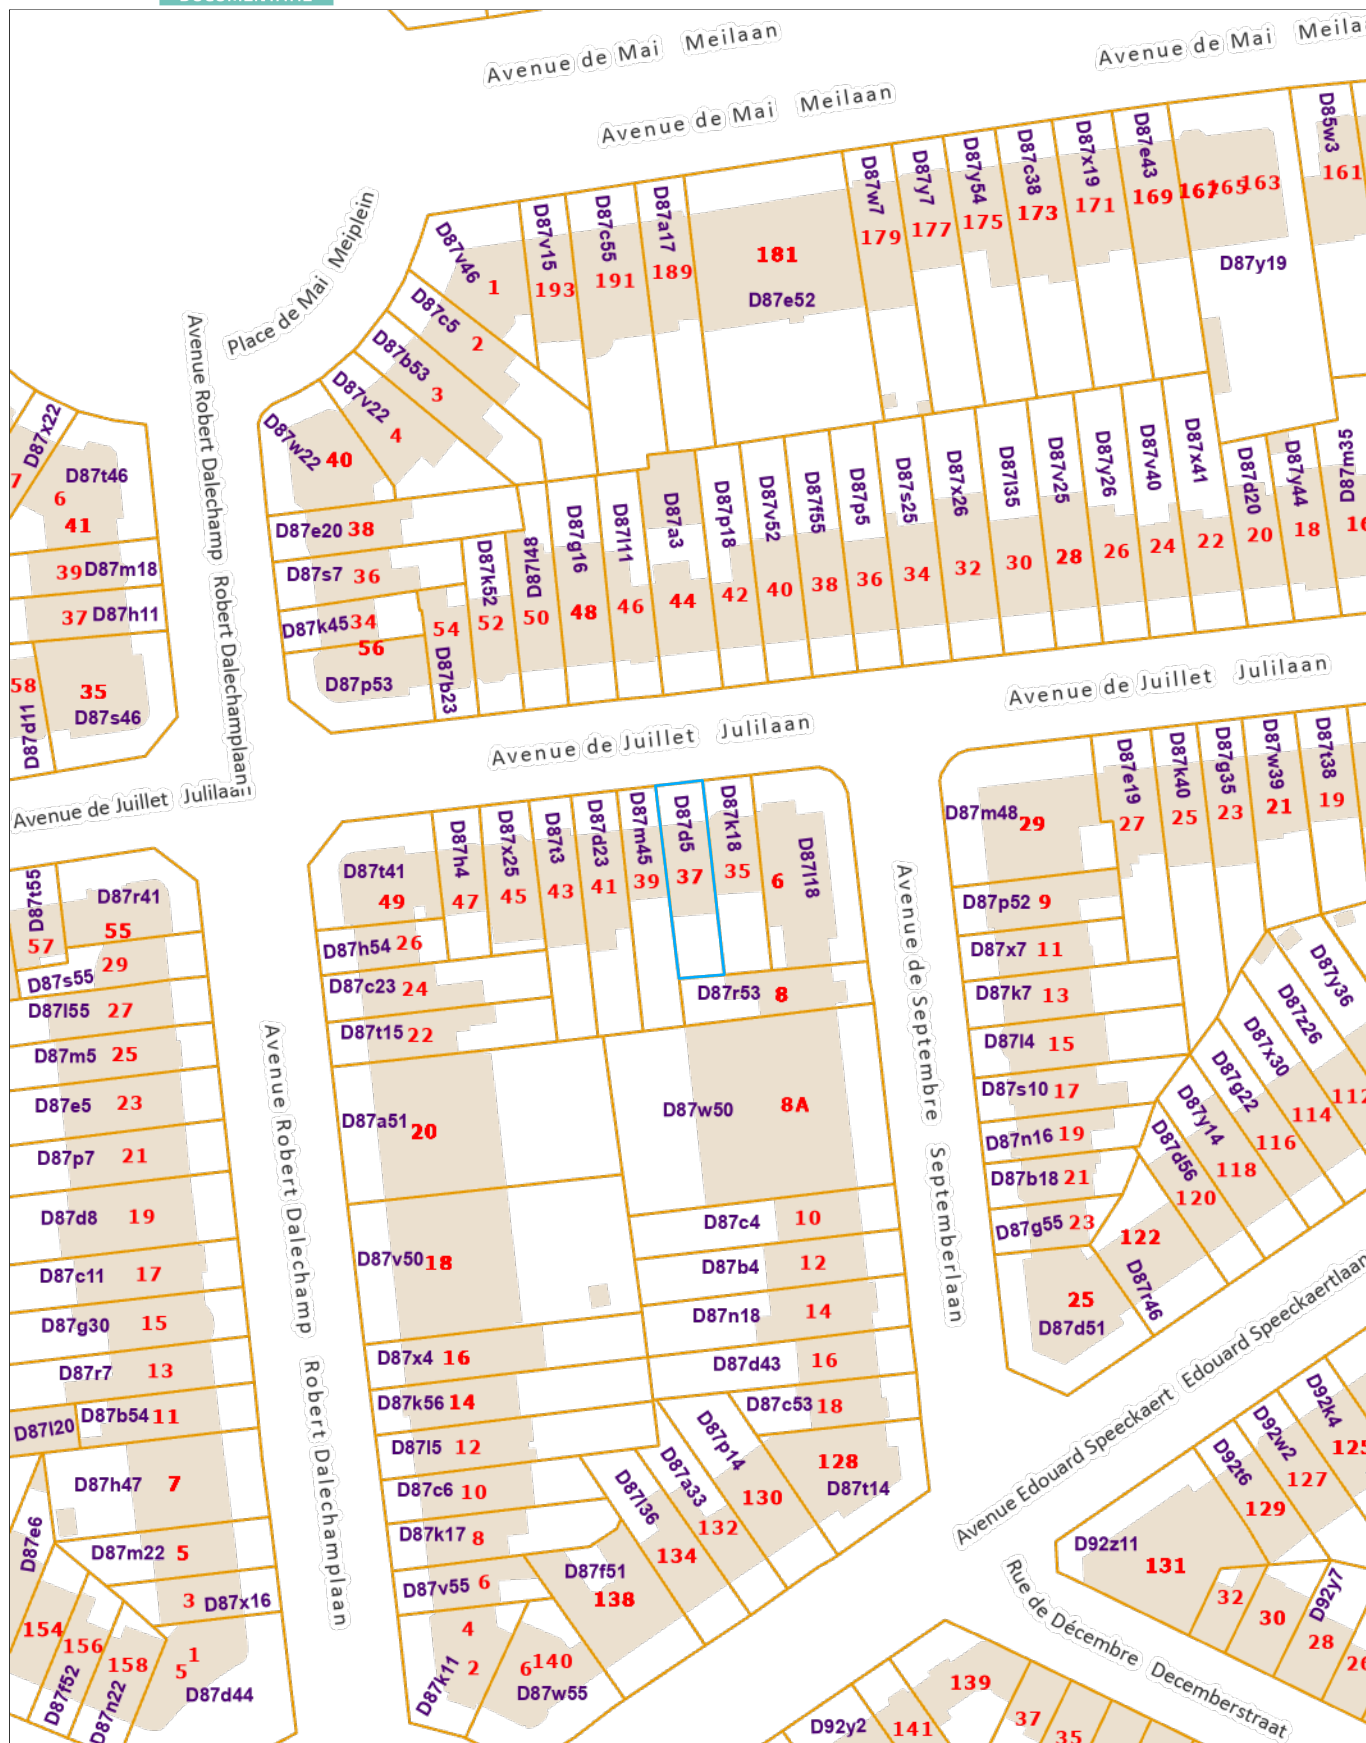 Avenue de Mai Meilaan
Avenue de Mai
Avenue de Mai Meilaan
Place de Mai Meiplein
D87v46
1
D87v15
193
D87c55
191
D87a17
189
181
D87e52
D87w7
179
D87y7
177
D87y54
175
D87c38
173
D87x19
171
D87e43
169
167
165
163
D87y19
D85w3
161
D87c5
2
D87b53
3
D87v22
4
D87w22
40
Avenue Robert Dalechamp Robert Dalechamplaan
D87x22
7
D87t46
6
41
39
D87m18
37
D87h11
58
D87d11
35
D87s46
D87e20
38
D87s7
36
D87k45
34
56
D87p53
54
D87b23
D87k52
52
D87f48
50
D87g16
48
D87l11
46
D87a3
44
D87p18
42
D87v52
40
D87f55
38
D87p5
36
D87s25
34
D87x26
32
D87l35
30
D87v25
28
D87y26
26
D87v40
24
D87x41
22
D87d20
20
D87y44
18
D87m35
16
Avenue de Juillet Julilaan
Avenue de Juillet Julilaan
Avenue de Juillet Julilaan
D87t41
49
D87h4
47
D87x25
45
D87t3
43
D87d23
41
D87m45
39
D87d5
37
D87k18
35
6
D87l18
D87m48
29
D87e19
27
D87k40
25
D87g35
23
D87w39
21
D87t38
19
D87t55
57
D87r41
55
D87s55
29
D87l55
27
D87m5
25
D87e5
23
D87p7
21
D87d8
19
D87c11
17
D87g30
15
D87r7
13
D87l20
D87b54
11
D87h47
7
D87e6
D87m22
5
3
D87x16
154
156
D87f52
158
D87n22
1
5
D87d44
Avenue Robert Dalechamp Robert Dalechamplaan
D87h54
26
D87c23
24
D87t15
22
D87a51
20
D87v50
18
D87x4
16
D87k56
14
D87l5
12
D87c6
10
D87k17
8
D87v55
6
4
2
D87k11
6
140
D87w55
D87f51
138
D87l36
134
D87a33
132
D87p14
130
128
D87t14
D87r53
8
D87w50
8A
D87c4
10
D87b4
12
D87n18
14
D87d43
16
D87c53
18
Avenue de Septembre Septemberlaan
D87p52
9
D87x7
11
D87k7
13
D87l4
15
D87s10
17
D87n16
19
D87b18
21
D87g55
23
25
D87d51
122
D87r46
D87d56
120
D87y14
118
D87g22
116
D87x30
114
D87z26
112
D87y36
Avenue Edouard Speeckaert Edouard Speeckaertlaan
D92z11
131
D92t6
129
D92w2
127
D92k4
125
32
30
D92y7
28
26
Rue de Décembre Decemberstraat
139
37
35
D92y2
141